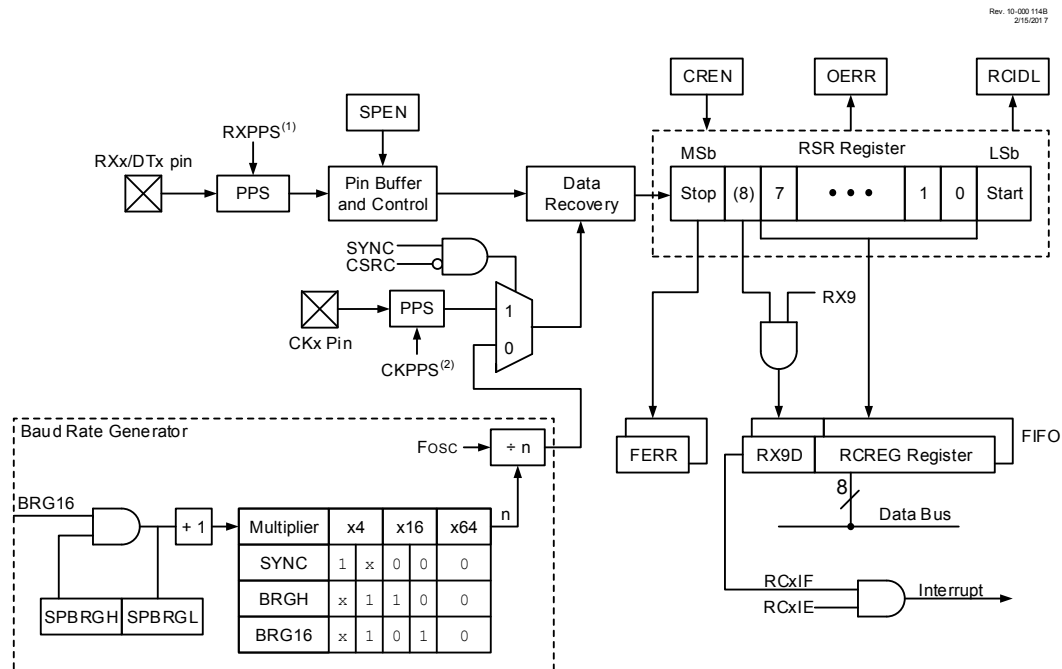 Rev. 10-000 114B
2/15/2017
CREN
OERR
RCIDL
SPEN
RXPPS(1)
RXx/DTx pin
PPS
Pin Buffer
and Control
Data
Recovery
MSb
RSR Register
LSb
Stop (8) 7 • • • 1 0 Start
SYNC
CSRC
CKx Pin
PPS
CKPPS(2)
1
0
RX9
Baud Rate Generator
FOSC
÷ n
n
FERR
RX9D
RCREG Register
FIFO
8
Data Bus
BRG16
+ 1
SPBRGH SPBRGL
Multiplier x4 x16 x64
SYNC 1 x 0 0 0
BRGH x 1 1 0 0
BRG16 x 1 0 1 0
RCxIF
RCxIE
Interrupt